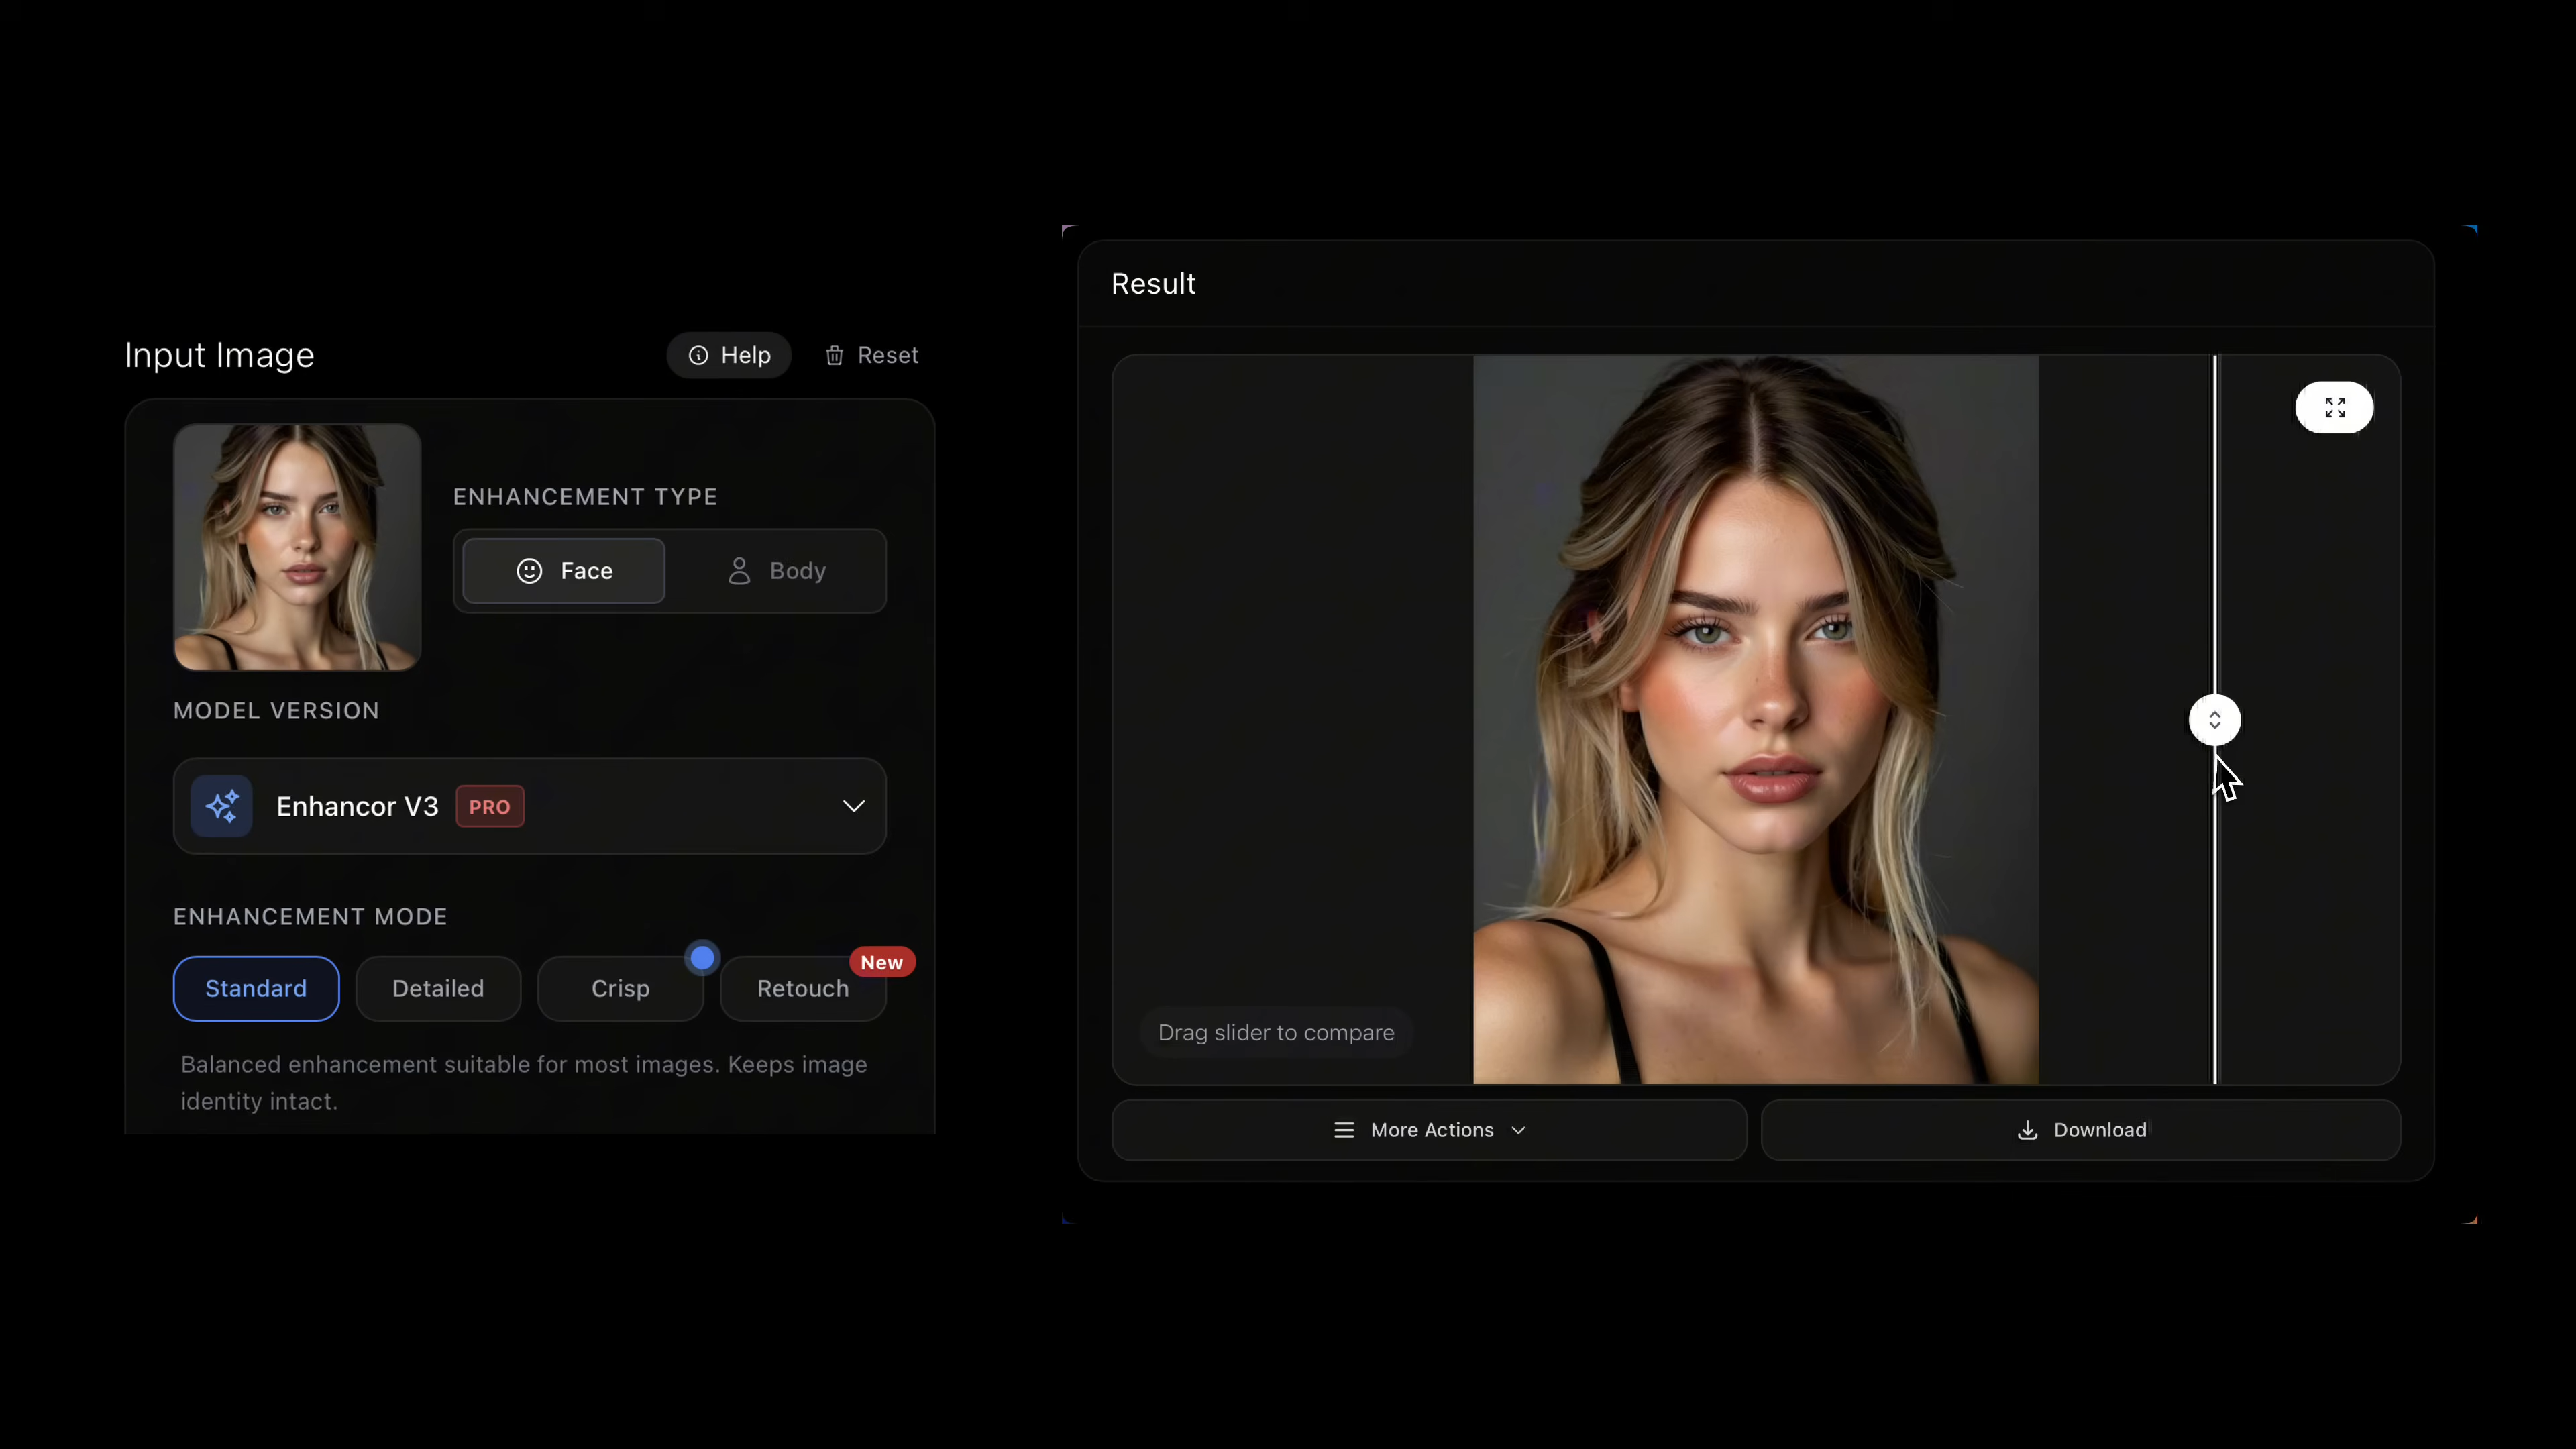 Input Image
Help
Reset
ENHANCEMENT TYPE
Face
Body
MODEL VERSION
Enhancor V3
PRO
ENHANCEMENT MODE
Standard
Detailed
Crisp
Retouch
New
Balanced enhancement suitable for most images. Keeps image
identity intact.
Result
Drag slider to compare
More Actions
Download